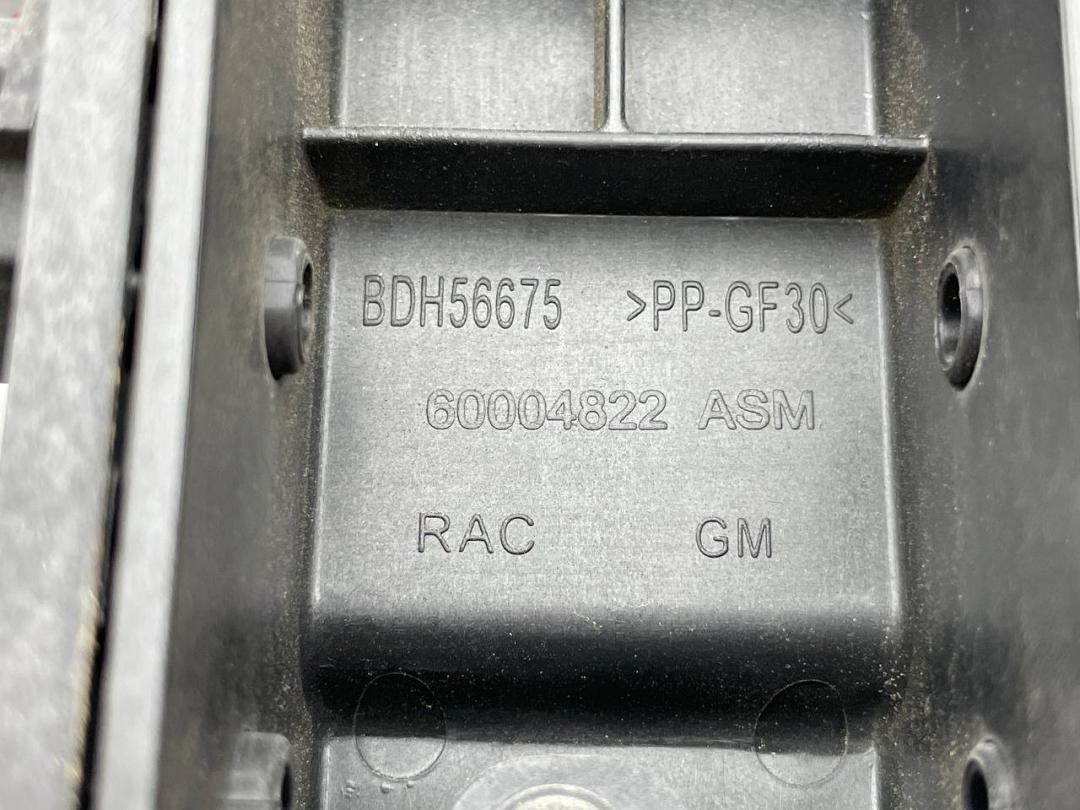 BDH56675 >PP-GF30<
60004822 ASM
RAC GM